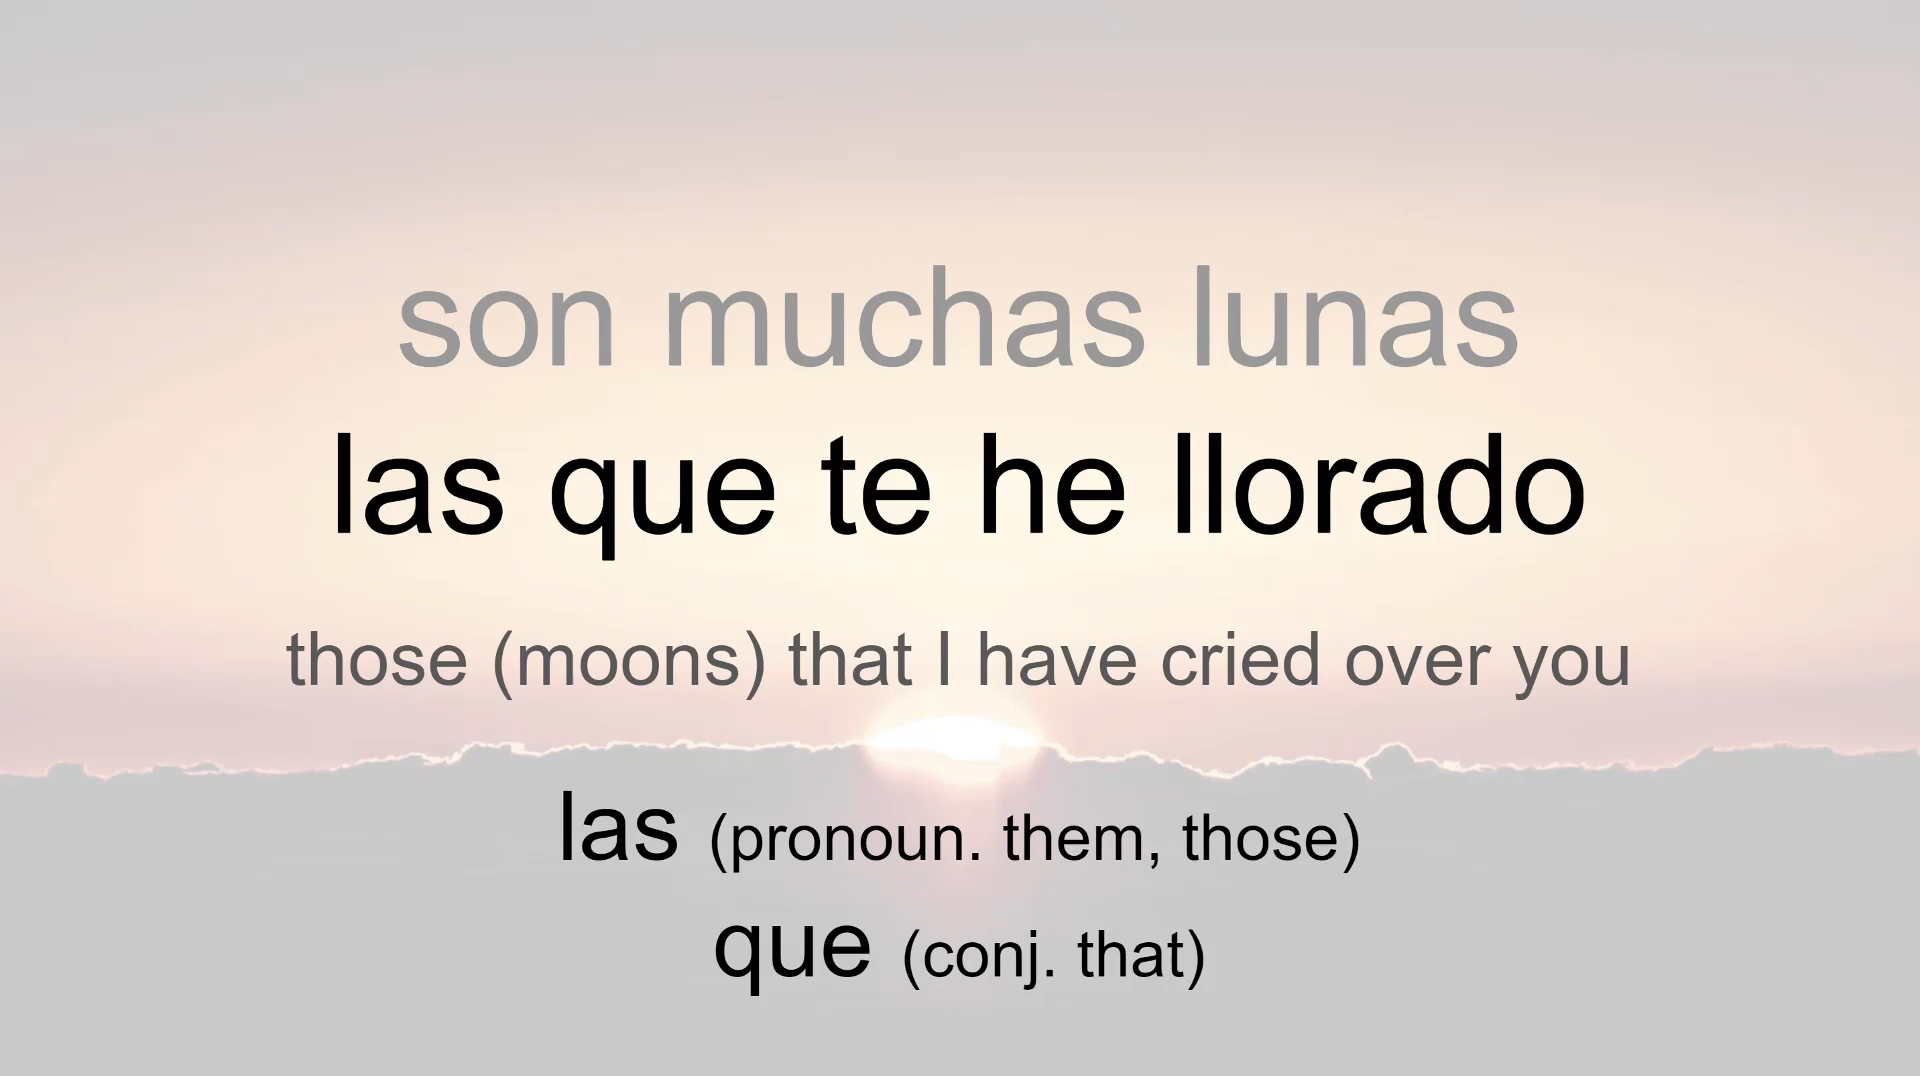 son muchas lunas
las que te he llorado
those (moons) that I have cried over you
las (pronoun. them, those)
que (conj. that)